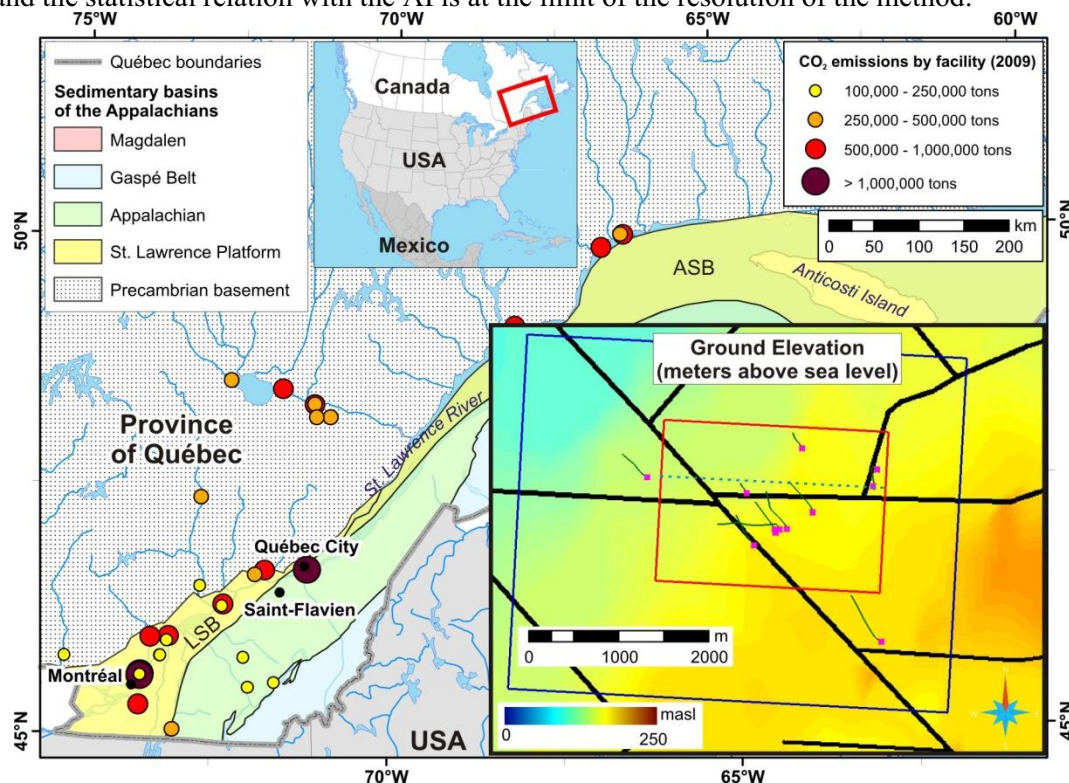 and the statistical relation with the AI is at the limit of the resolution of the method.
75°W 70°W 65°W 60°W
Québec boundaries
Sedimentary basins
of the Appalachians
Magdalen
Gaspé Belt
Appalachian
St. Lawrence Platform
Precambrian basement
Canada
USA
Mexico
CO₂ emissions by facility (2009)
100,000 - 250,000 tons
250,000 - 500,000 tons
500,000 - 1,000,000 tons
> 1,000,000 tons
km
0 50 100 150 200
50°N
50°N
ASB
Anticosti Island
Ground Elevation
(meters above sea level)
Province
of Québec
St. Lawrence River
Québec City
Saint-Flavien
LSB
Montréal
m
0 1000 2000
masl
0 250
45°N
45°N
USA
70°W 65°W